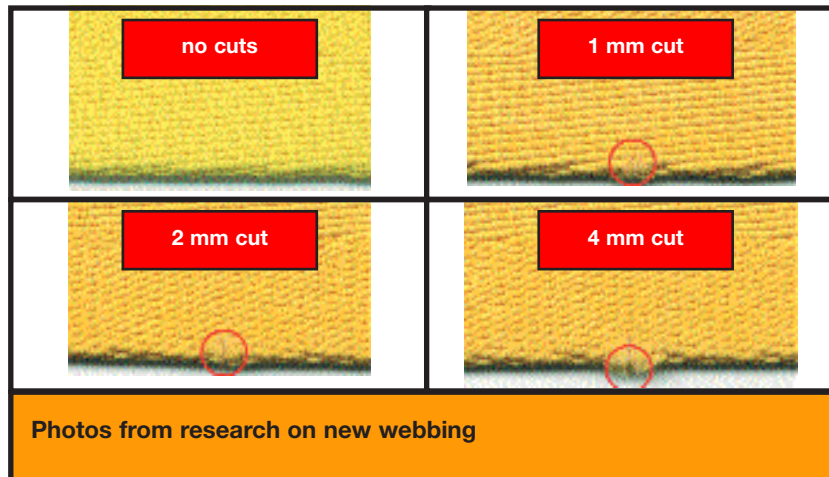 no cuts
1 mm cut
2 mm cut
4 mm cut
Photos from research on new webbing